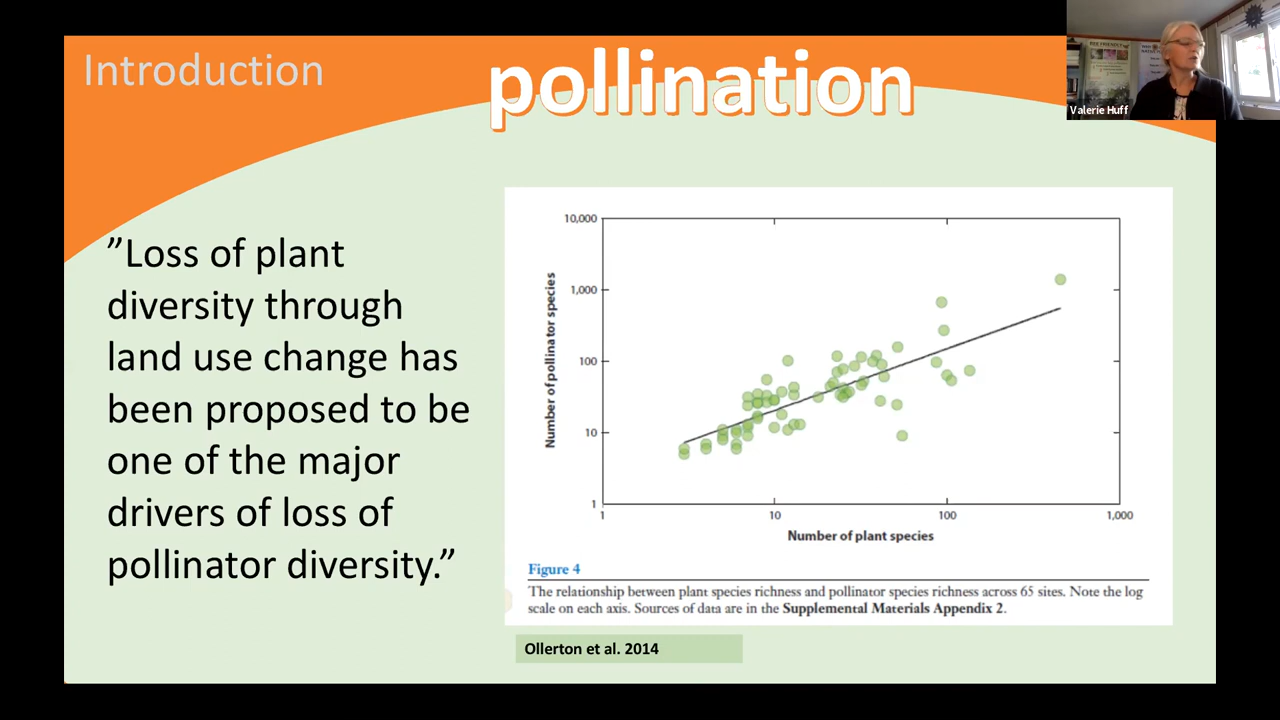 Introduction
pollination
Valerie Huff
”Loss of plant
diversity through
land use change has
been proposed to be
one of the major
drivers of loss of
pollinator diversity.”
10,000
1,000
100
10
1
Number of pollinator species
1
10
100
1,000
Number of plant species
Figure 4
The relationship between plant species richness and pollinator species richness across 65 sites. Note the log
scale on each axis. Sources of data are in the Supplemental Materials Appendix 2.
Ollerton et al. 2014